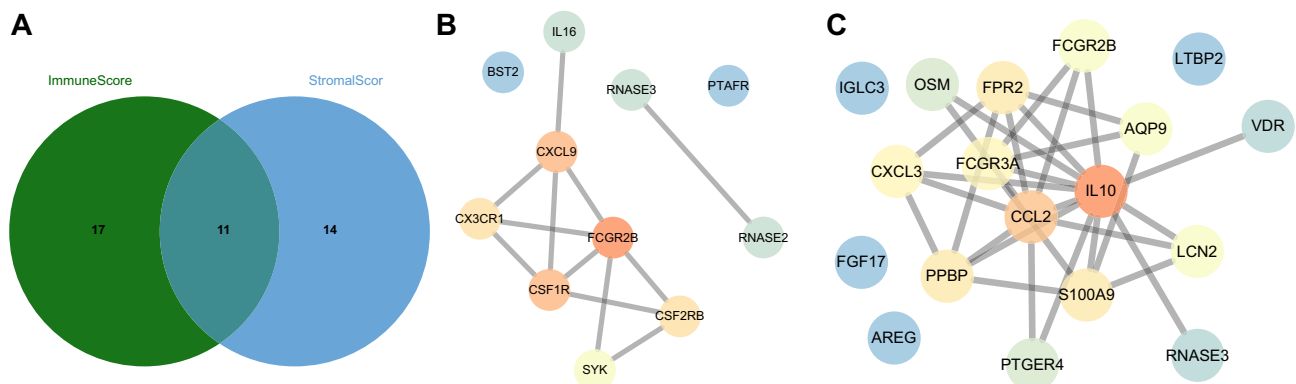 A
ImmuneScore
StromalScor
17
11
14
B
IL16
BST2
RNASE3
PTAFR
CXCL9
CX3CR1
FCGR2B
RNASE2
CSF1R
CSF2RB
SYK
C
FCGR2B
LTBP2
IGLC3
OSM
FPR2
AQP9
VDR
FCGR3A
CXCL3
IL10
CCL2
LCN2
FGF17
PPBP
S100A9
AREG
RNASE3
PTGER4